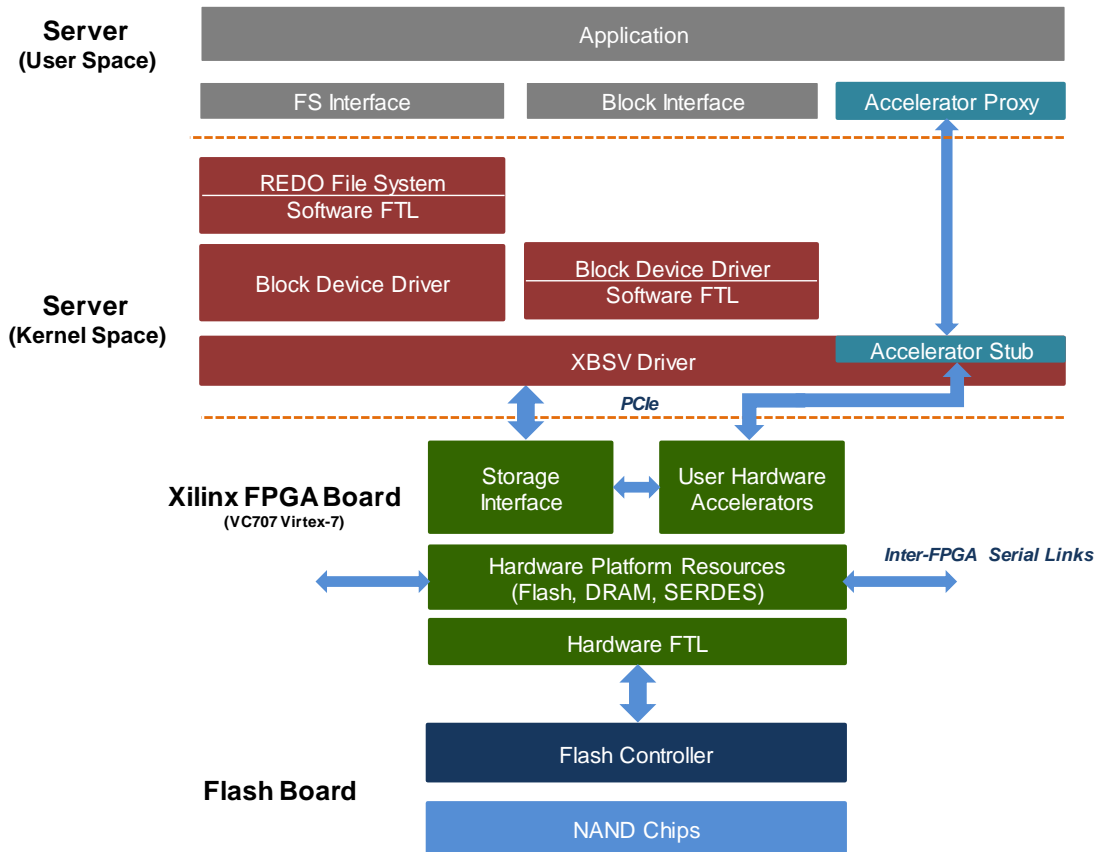 Server
(User Space)
Application
FS Interface
Block Interface
Accelerator Proxy
REDO File System
Software FTL
Block Device Driver
Block Device Driver
Software FTL
Server
(Kernel Space)
XBSV Driver
Accelerator Stub
PCIe
Storage
Interface
User Hardware
Accelerators
Xilinx FPGA Board
(VC707 Virtex-7)
Hardware Platform Resources
(Flash, DRAM, SERDES)
Inter-FPGA Serial Links
Hardware FTL
Flash Controller
Flash Board
NAND Chips